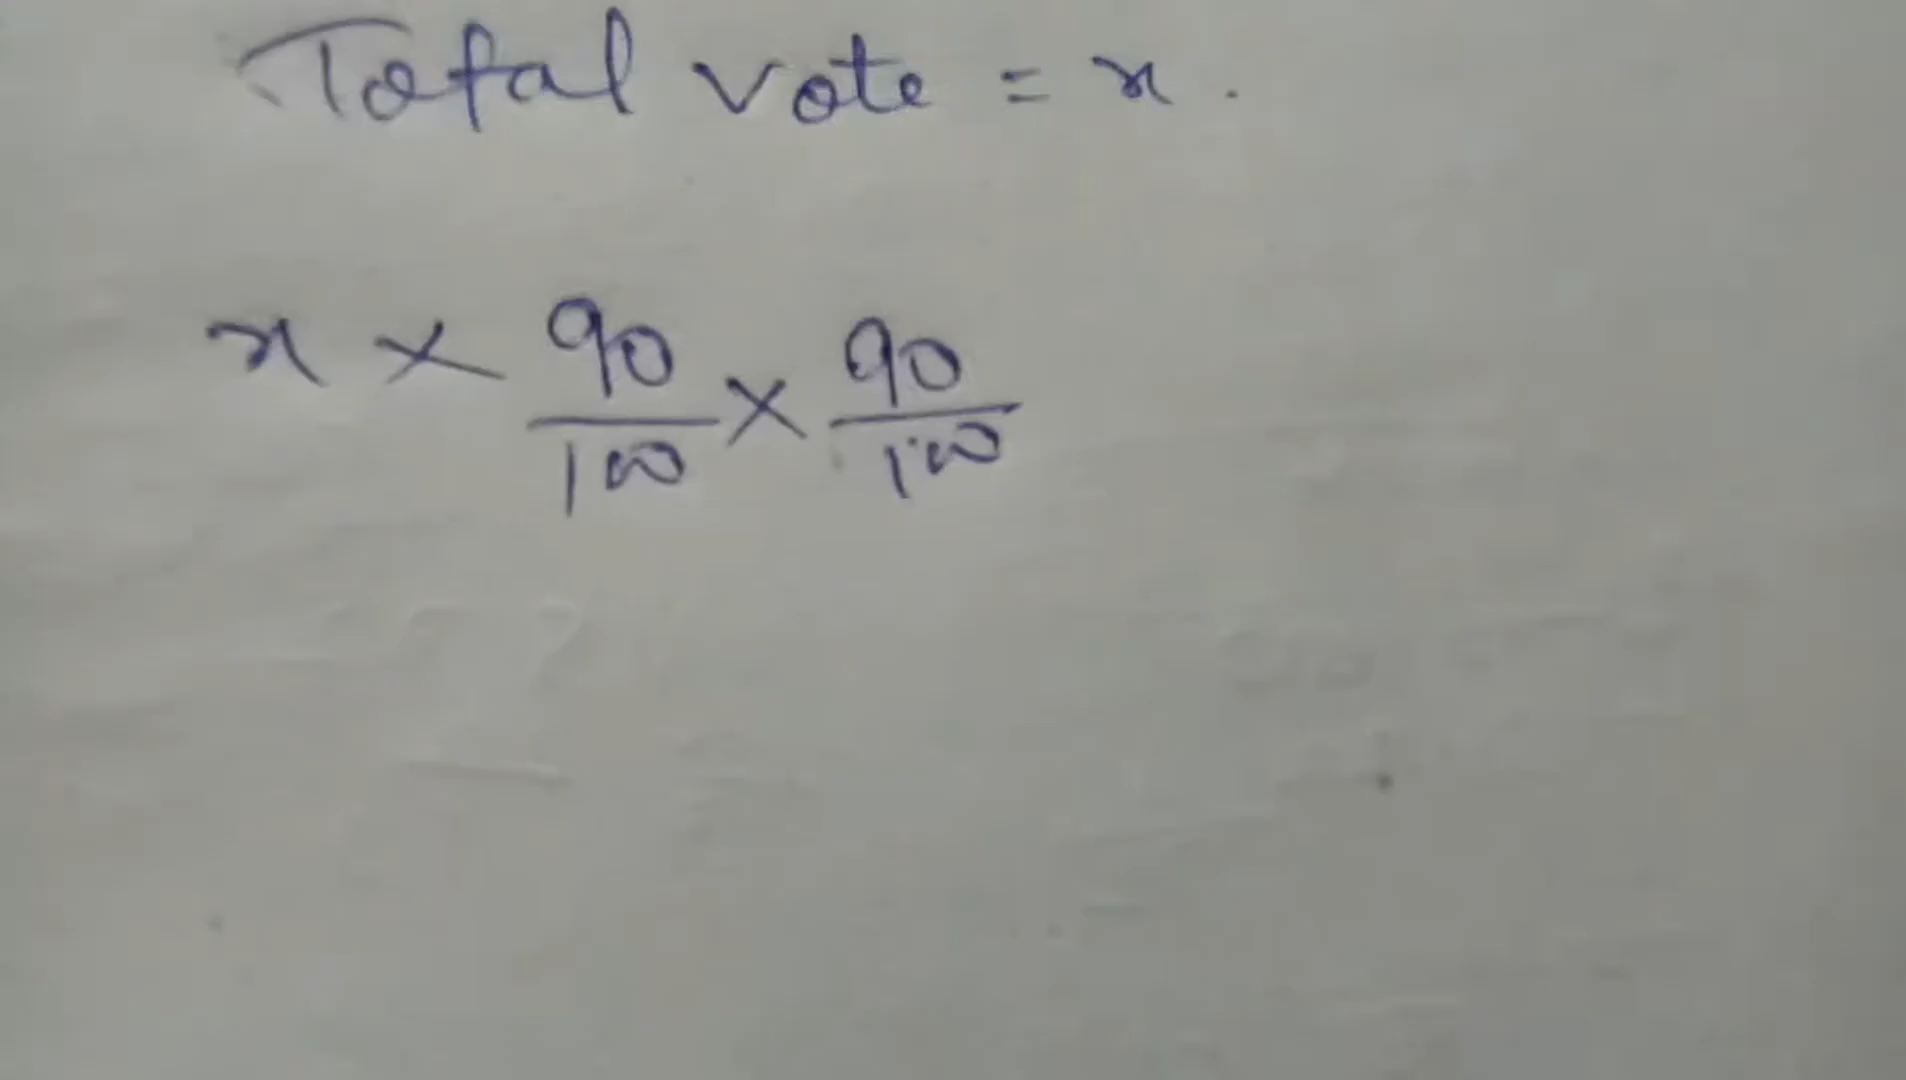 Total vote = x.
x × 90/100 × 90/100